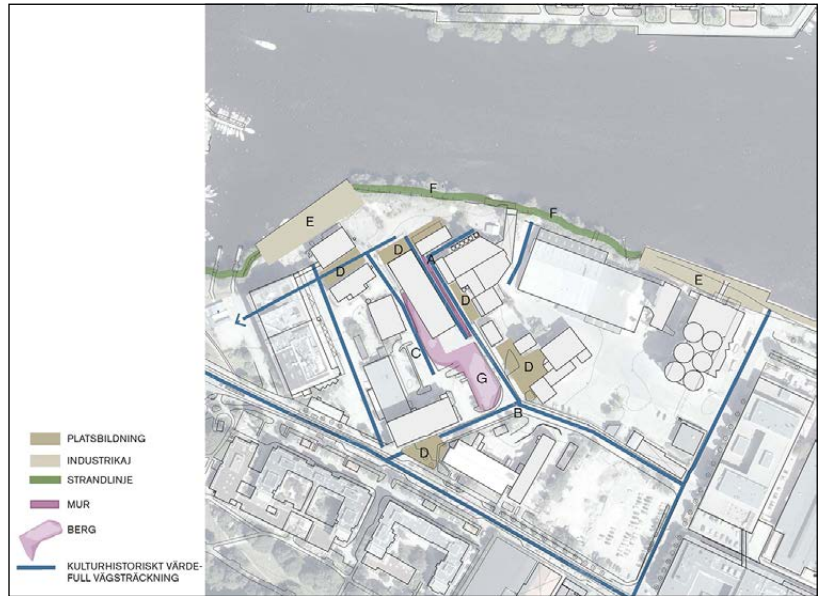 F
F
E
D
D
A
E
D
D
C
G
B
D
PLATSBILDNING
INDUSTRIKAJ
STRANDLINJE
MUR
BERG
KULTURHISTORISKT VÄRDE-
FULL VÄGSTRÄCKNING